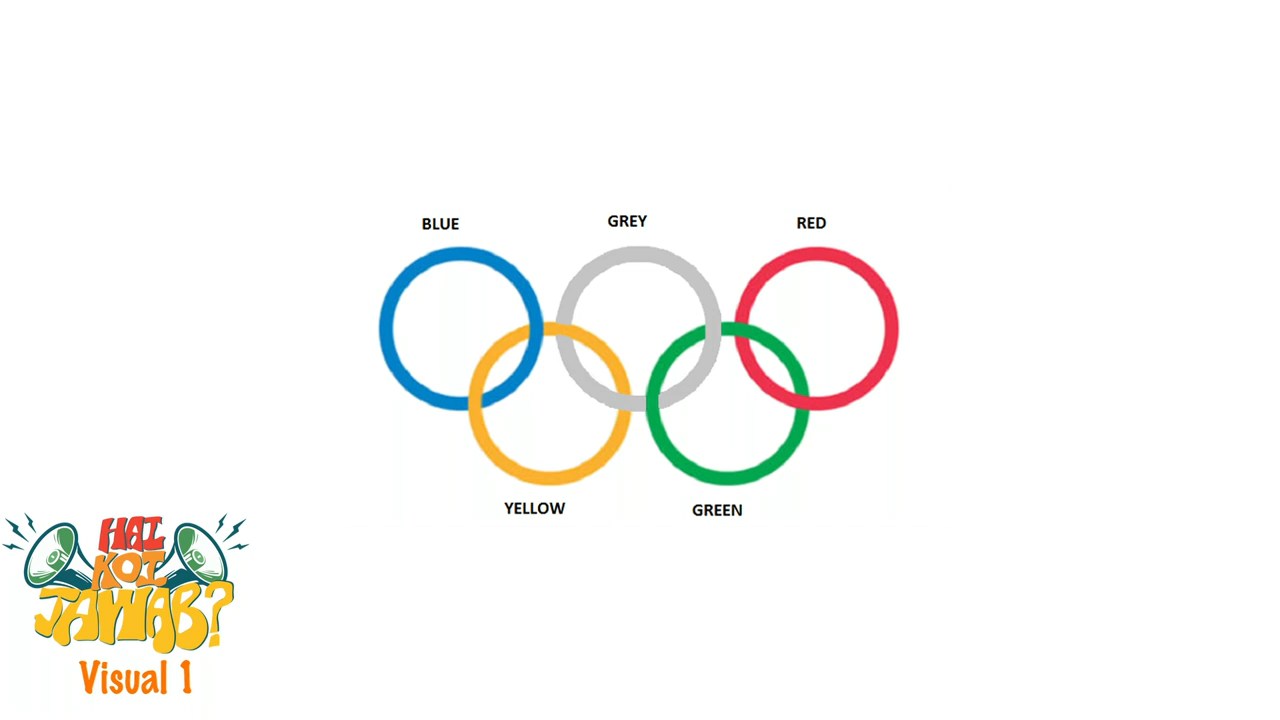 BLUE
GREY
RED
YELLOW
GREEN
HAI
KOI
JAWAB?
Visual 1